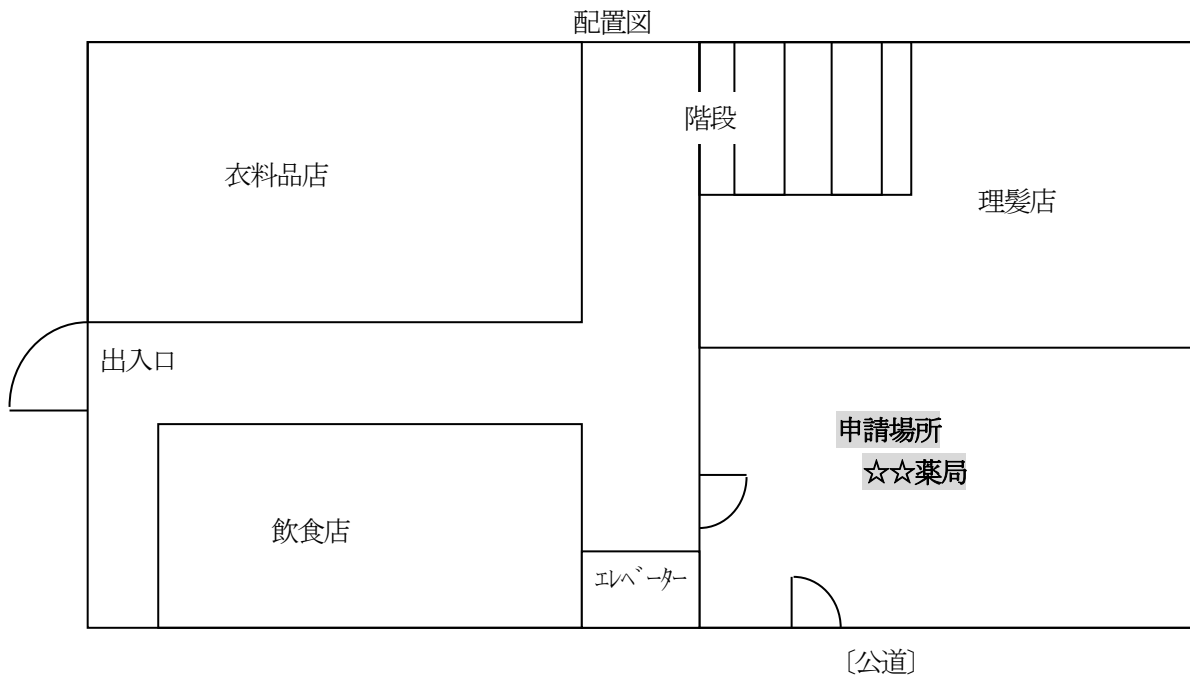 配置図
階段
衣料品店
理髪店
出入口
申請場所
☆☆薬局
飲食店
ｴﾚﾍﾞｰﾀｰ
〔公道〕